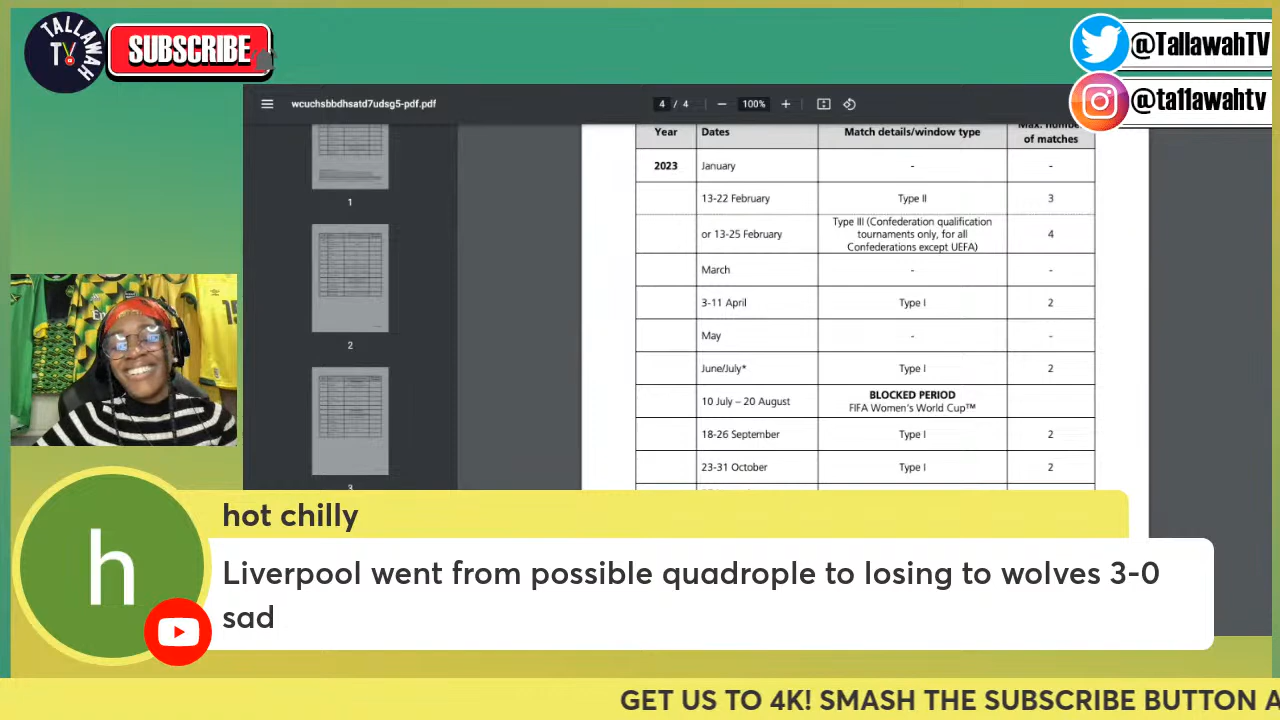 TALLAWAH
TV
SUBSCRIBE
@TallawahTV
@ta11awahtv
wcuchsbbdhsatd7udsg5-pdf.pdf
4 / 4
100%
1
2
3
Year Dates Match details/window type Max. number
of matches
2023 January - -
13-22 February Type II 3
or 13-25 February Type III (Confederation qualification
tournaments only, for all
Confederations except UEFA) 4
March - -
3-11 April Type I 2
May - -
June/July* Type I 2
10 July – 20 August BLOCKED PERIOD
FIFA Women's World Cup™
18-26 September Type I 2
23-31 October Type I 2
15
h
hot chilly
Liverpool went from possible quadrople to losing to wolves 3-0
sad
GET US TO 4K! SMASH THE SUBSCRIBE BUTTON A